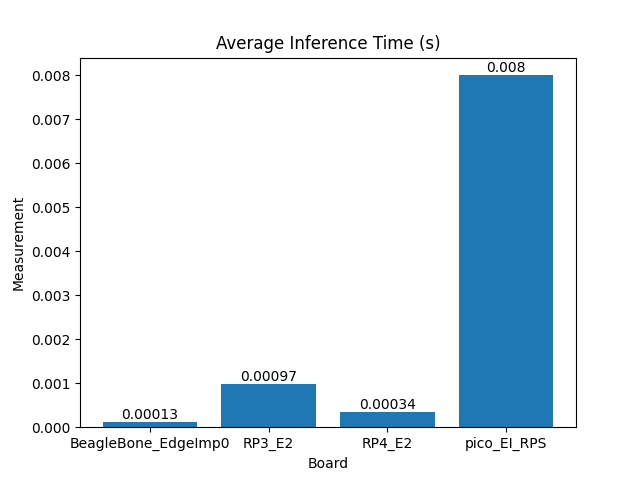 Average Inference Time (s)
0.008
0.007
0.006
0.005
0.004
0.003
0.002
0.001
0.000
Measurement
0.00013
0.00097
0.00034
0.008
BeagleBone_EdgeImp0
RP3_E2
RP4_E2
pico_EI_RPS
Board